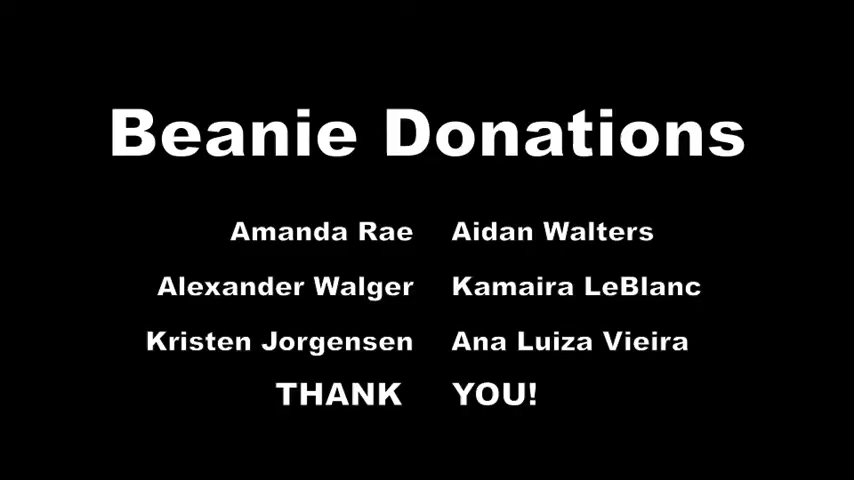 Beanie Donations
Amanda Rae Aidan Walters
Alexander Walger Kamaira LeBlanc
Kristen Jorgensen Ana Luiza Vieira
THANK YOU!